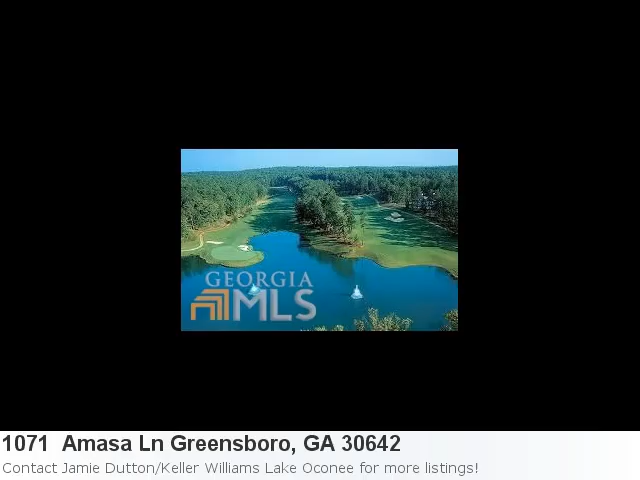 GEORGIA
MLS
1071 Amasa Ln Greensboro, GA 30642
Contact Jamie Dutton/Keller Williams Lake Oconee for more listings!